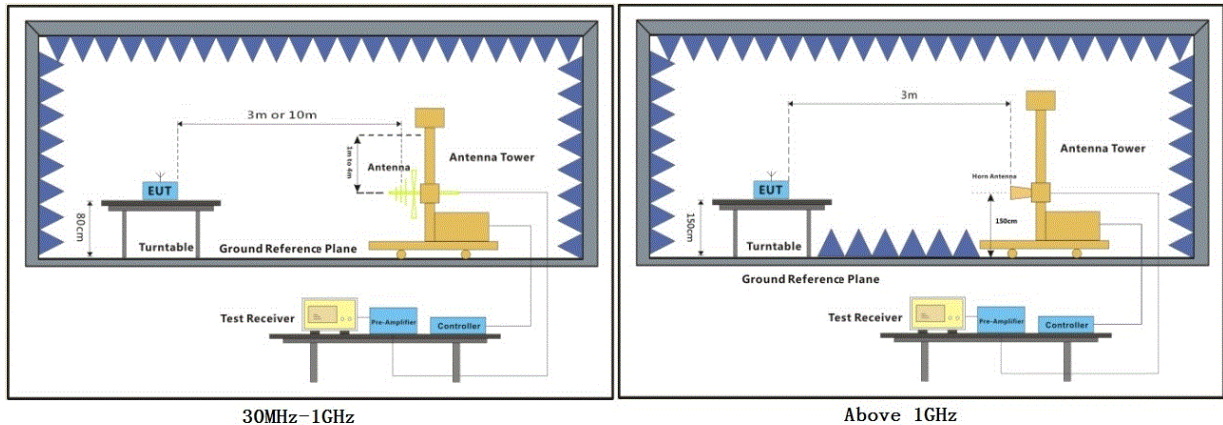 3m or 10m
1m to 4m
Antenna
Antenna Tower
EUT
80cm
Turntable
Ground Reference Plane
Test Receiver
Pre-Amplifier
Controller
30MHz-1GHz
3m
Antenna Tower
Horn Antenna
EUT
150cm
150cm
Turntable
Ground Reference Plane
Test Receiver
Pre-Amplifier
Controller
Above 1GHz